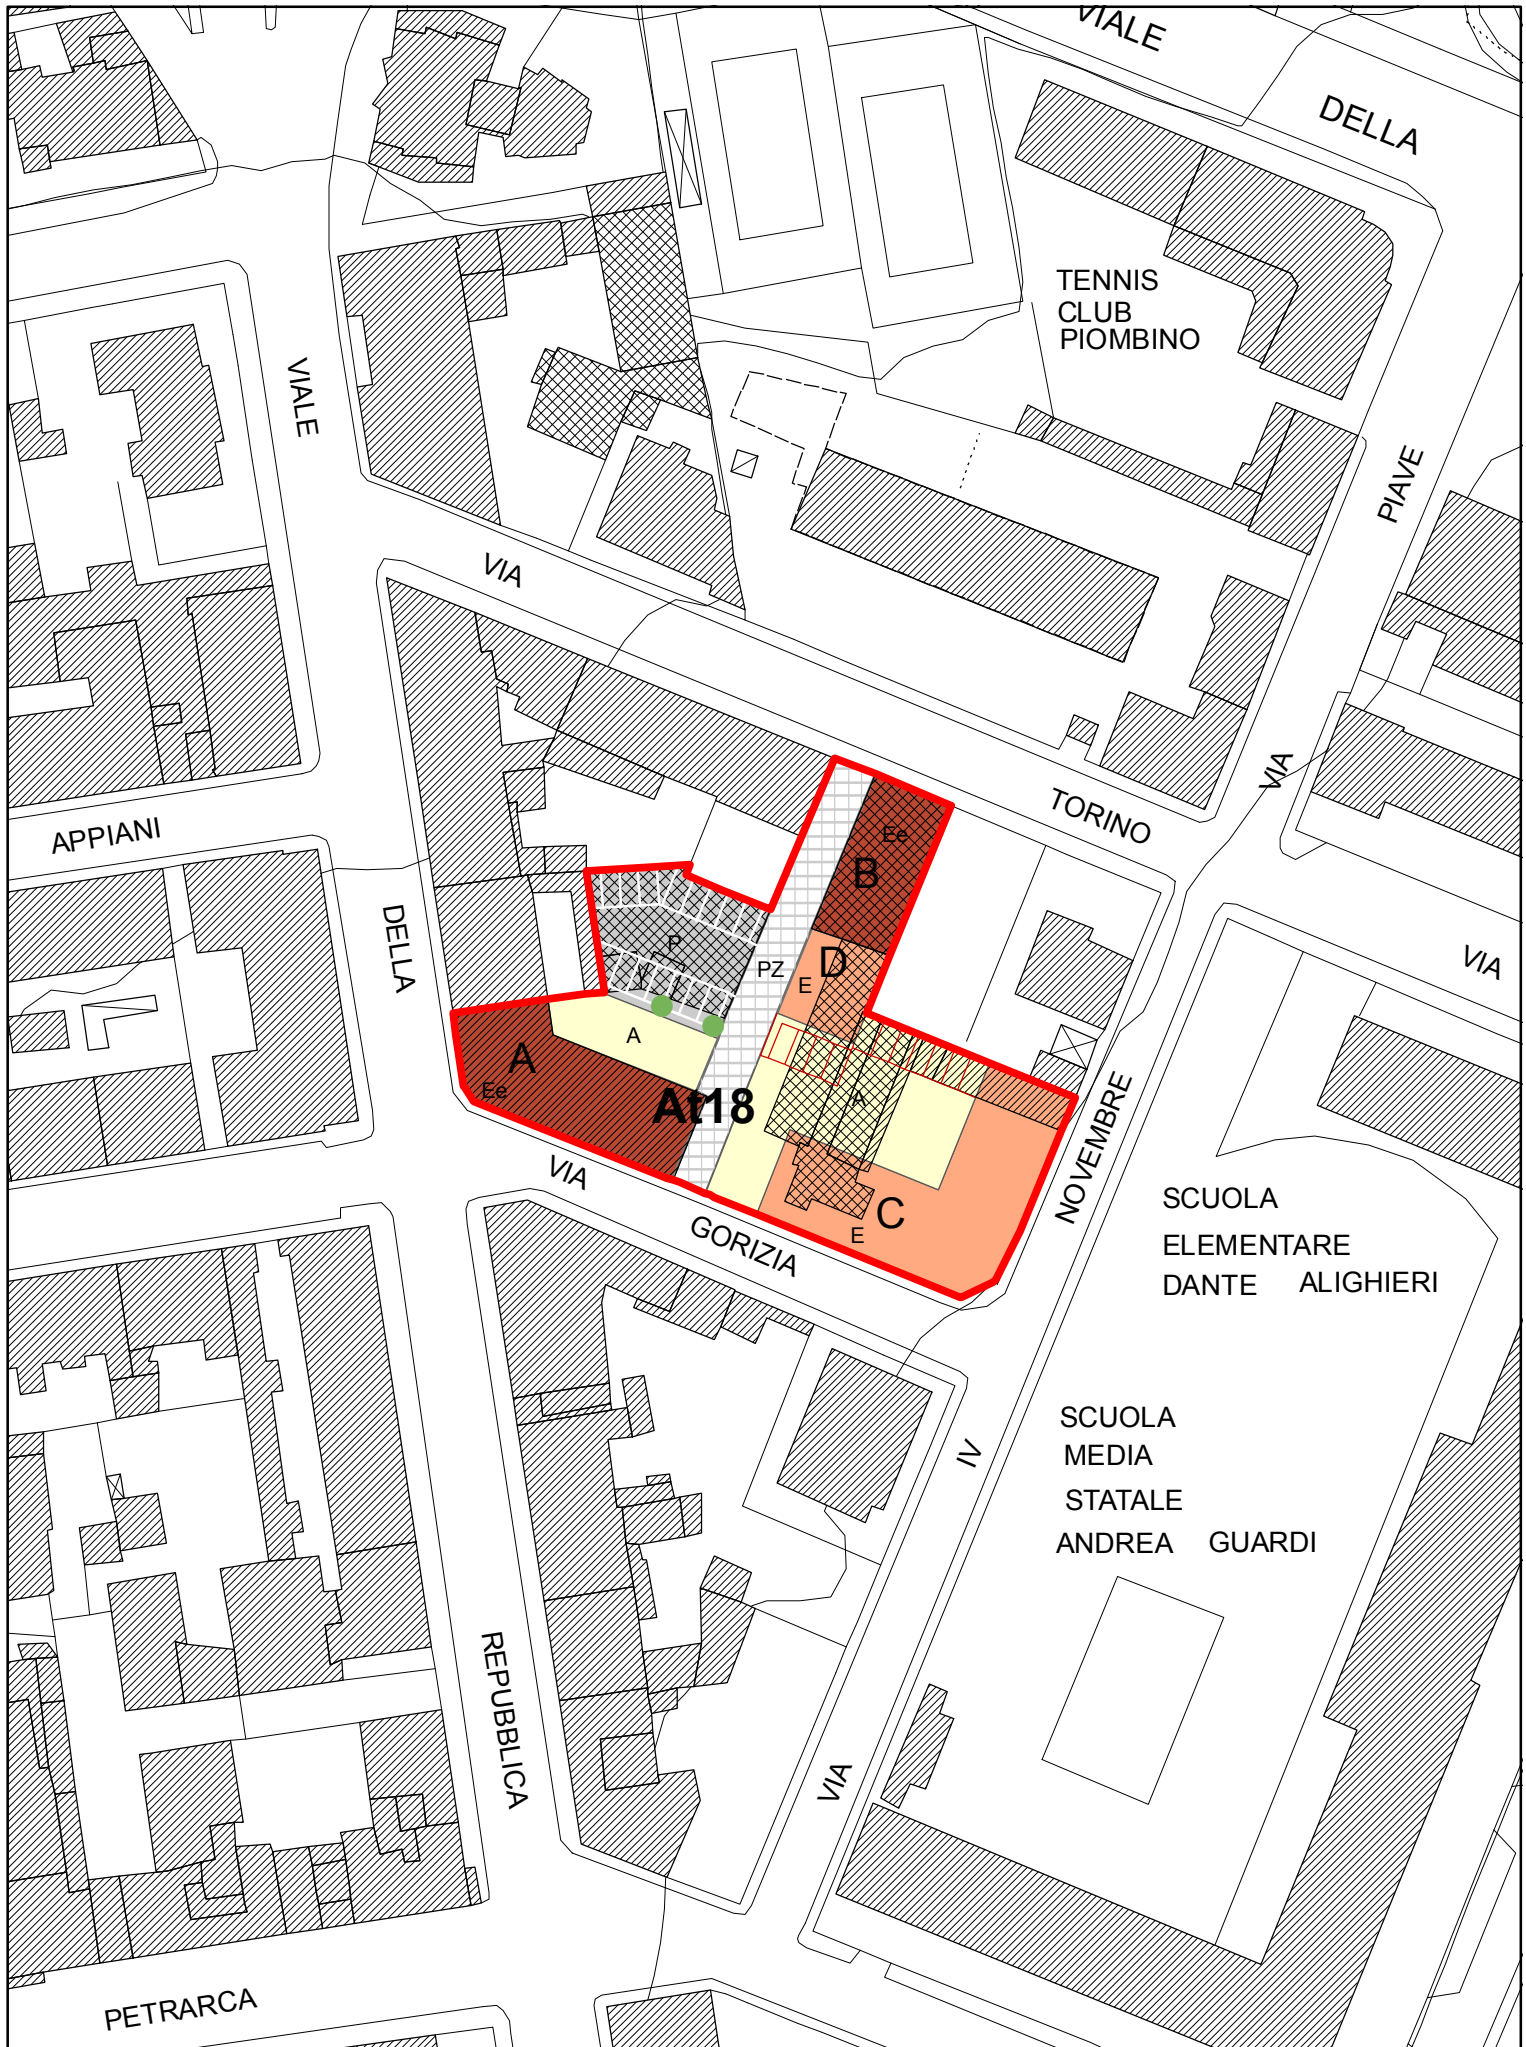 VIALE
DELLA
TENNIS
CLUB
PIOMBINO
VIALE
PIAVE
VIA
VIA
TORINO
APPIANI
Ee
B
DELLA
P
V
PZ
D
E
VIA
A
A
Ee
At18
A
NOVEMBRE
VIA
GORIZIA
C
E
SCUOLA
ELEMENTARE
DANTE ALIGHIERI
SCUOLA
MEDIA
STATALE
ANDREA GUARDI
IV
REPUBBLICA
VIA
PETRARCA